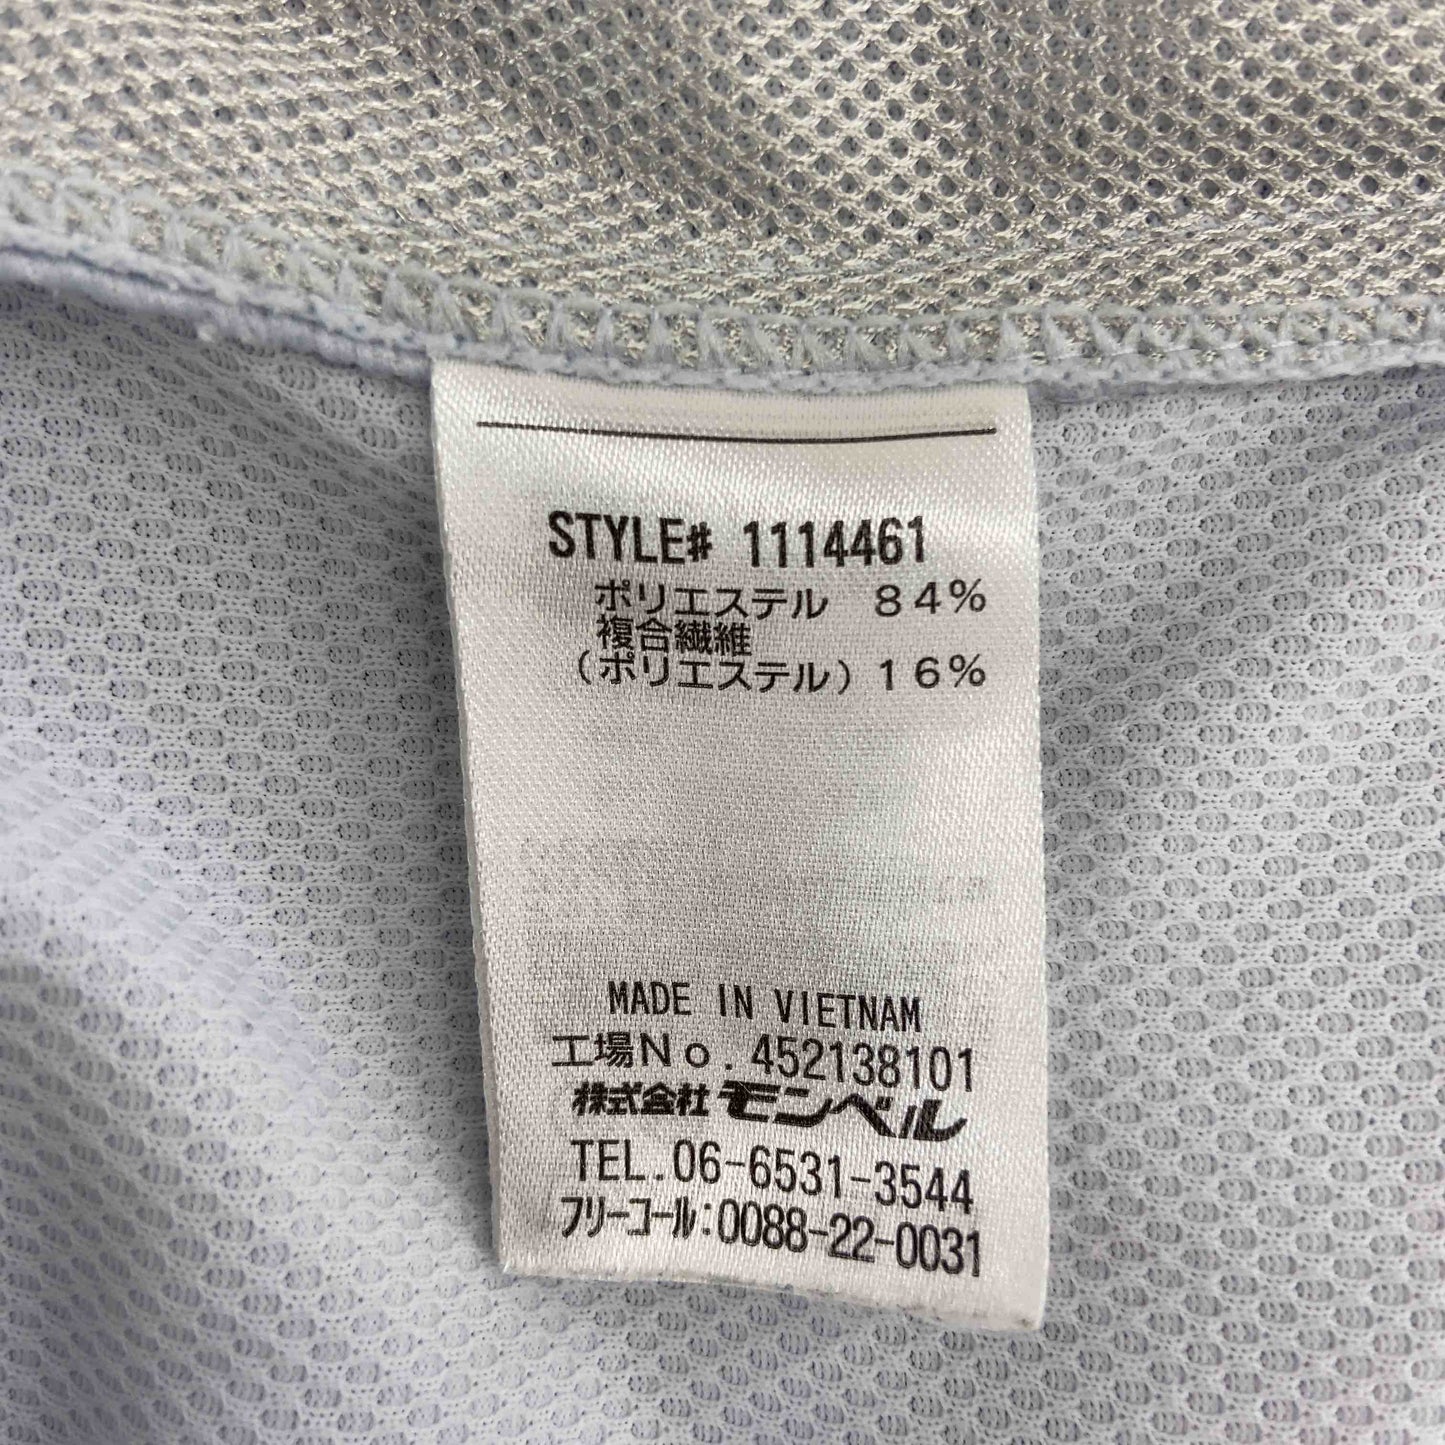 STYLE# 1114461
ポリエステル 84%
複合繊維
(ポリエステル) 16%
MADE IN VIETNAM
工場No. 452138101
株式会社 モンベル
TEL. 06-6531-3544
フリーコール:0088-22-0031